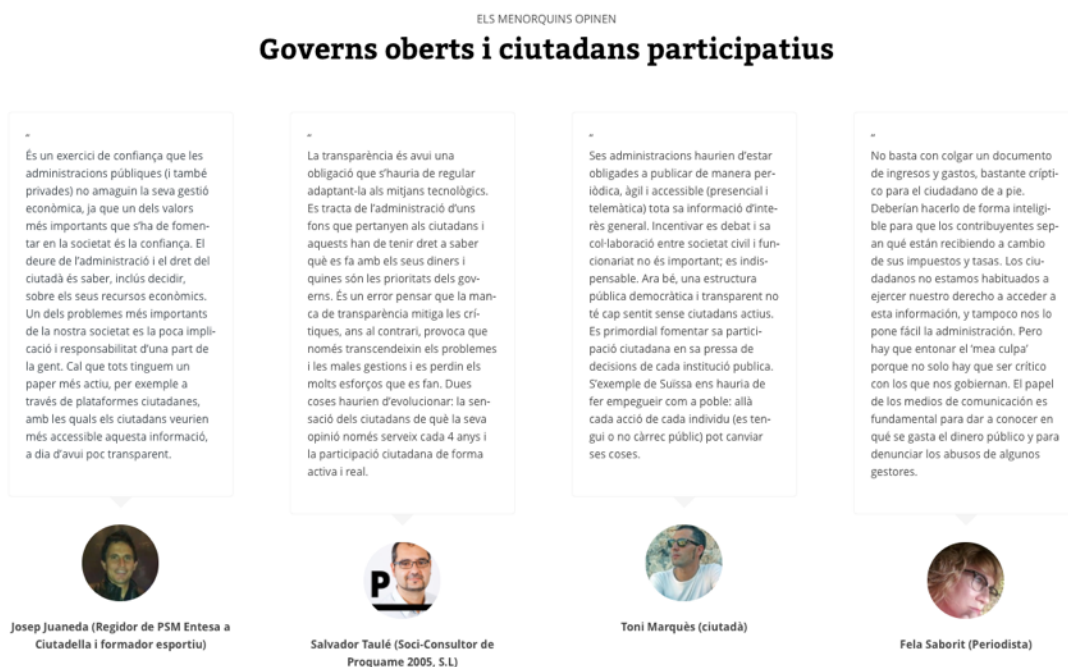 ELS MENORQUINS OPINEN
Governs oberts i ciutadans participatius
“
És un exercici de confiança que les
administracions públiques (i també
privades) no amaguin la seva gestió
econòmica, ja que un dels valors
més importants que s’ha de fomen-
tar en la societat és la confiança. El
deure de l’administració i el dret del
ciutadà és saber, inclús decidir,
sobre els seus recursos econòmics.
Un dels problemes més importants
de la nostra societat es la poca impli-
cació i responsabilitat d’una part de
la gent. Cal que tots tinguem un
paper més actiu, per exemple a
través de plataformes ciutadanes,
amb les quals els ciutadans veurien
més accessible aquesta informació,
a dia d’avui poc transparent.
Josep Juaneda (Regidor de PSM Entesa a
Ciutadella i formador esportiu)
“
La transparència és avui una
obligació que s’hauria de regular
adaptant-la als mitjans tecnològics.
Es tracta de l’administració d’uns
fons que pertanyen als ciutadans i
aquests han de tenir dret a saber
què es fa amb els seus diners i
quines són les prioritats dels gov-
erns. És un error pensar que la man-
ca de transparència mitiga les crí-
tiques, ans al contrari, provoca que
només transcendeixin els problemes
i les males gestions i es perdin els
molts esforços que es fan. Dues
coses haurien d’evolucionar: la sen-
sació dels ciutadans de què la seva
opinió només serveix cada 4 anys i
la participació ciutadana de forma
activa i real.
P
Salvador Taulé (Soci-Consultor de
Proguame 2005, S.L)
“
Ses administracions haurien d’estar
obligades a publicar de manera per-
iòdica, àgil i accessible (presencial i
telemàtica) tota sa informació d’inte-
rès general. Incentivar es debat i sa
col·laboració entre societat civil i fun-
cionariat no és important; es indis-
pensable. Ara bé, una estructura
pública democràtica i transparent no
té cap sentit sense ciutadans actius.
Es primordial fomentar sa partici-
pació ciutadana en sa pressa de
decisions de cada institució publica.
S’exemple de Suïssa ens hauria de
fer empegueir com a poble: allà
cada acció de cada individu (es ten-
gui o no càrrec públic) pot canviar
ses coses.
Toni Marquès (ciutadà)
“
No basta con colgar un documento
de ingresos y gastos, bastante crípti-
co para el ciudadano de a pie.
Deberían hacerlo de forma inteligi-
ble para que los contribuyentes sep-
an qué están recibiendo a cambio
de sus impuestos y tasas. Los ciu-
dadanos no estamos habituados a
ejercer nuestro derecho a acceder a
esta información, y tampoco nos lo
pone fácil la administración. Pero
hay que entonar el ‘mea culpa’
porque no solo hay que ser crítico
con los que nos gobiernan. El papel
de los medios de comunicación es
fundamental para dar a conocer en
qué se gasta el dinero público y para
denunciar los abusos de algunos
gestores.
Fela Saborit (Periodista)